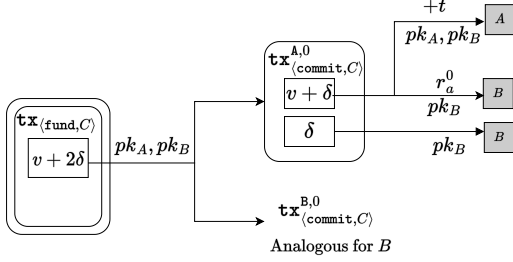 tx⟨fund,C⟩
v + 2δ
pk_A, pk_B
tx^{A,0}_{⟨commit,C⟩}
v + δ
δ
+t
pk_A, pk_B
A
r_a^0
pk_B
B
pk_B
B
tx^{B,0}_{⟨commit,C⟩}
Analogous for B